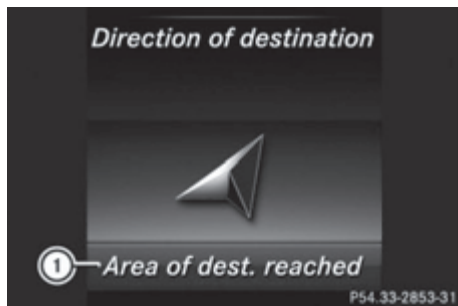 Direction of destination
1 Area of dest. reached
P54.33-2853-31